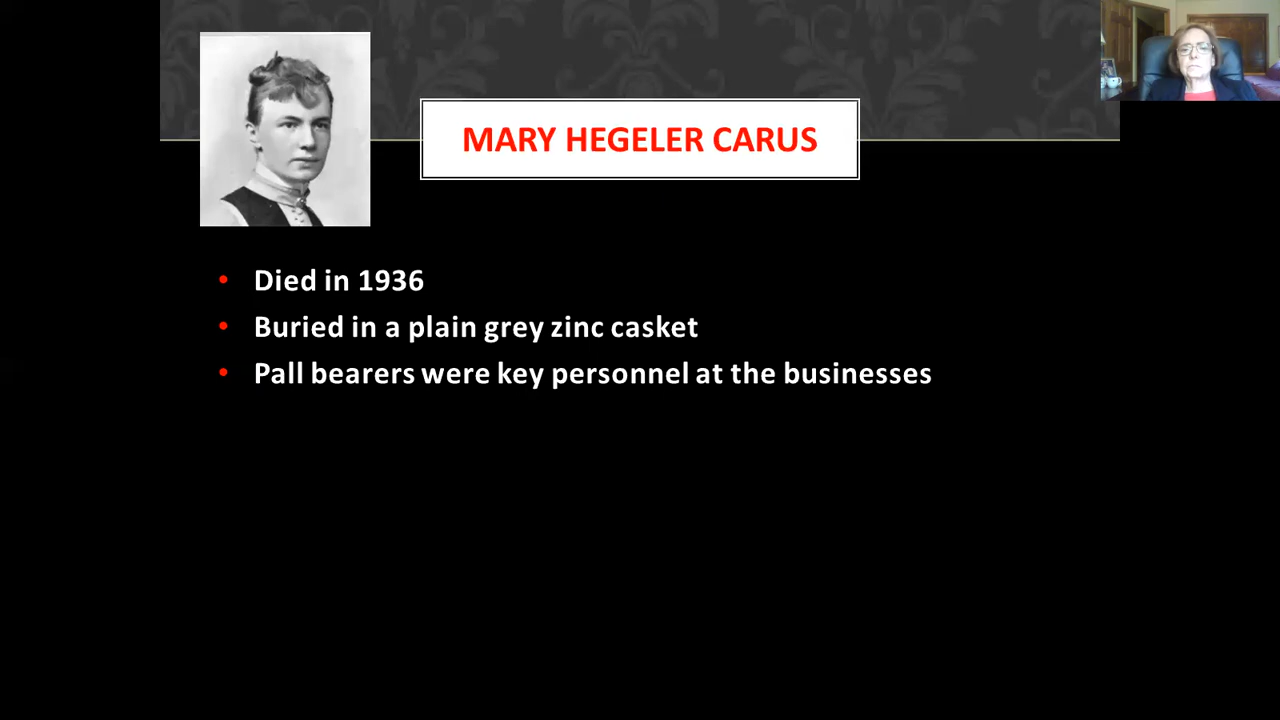 MARY HEGELER CARUS
• Died in 1936
• Buried in a plain grey zinc casket
• Pall bearers were key personnel at the businesses